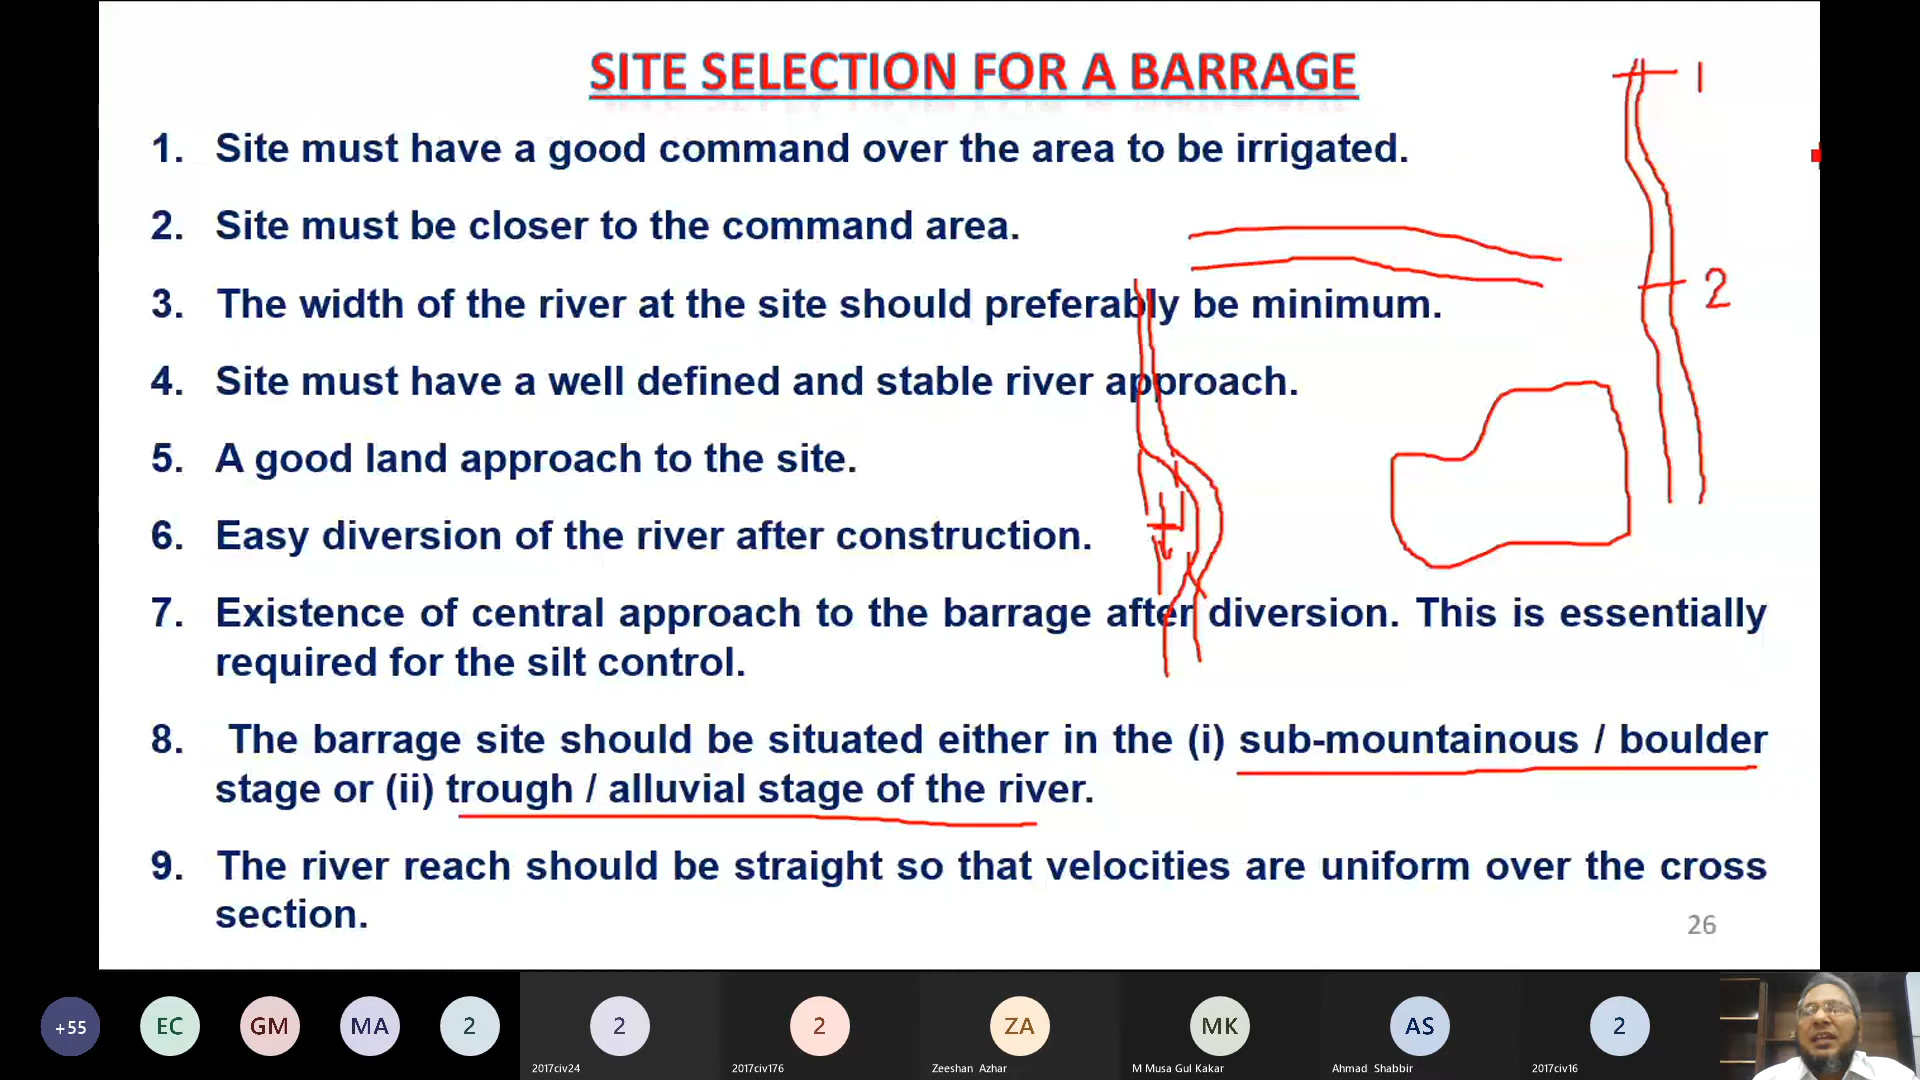 SITE SELECTION FOR A BARRAGE
1
1. Site must have a good command over the area to be irrigated.
2. Site must be closer to the command area.
2
3. The width of the river at the site should preferably be minimum.
4. Site must have a well defined and stable river approach.
5. A good land approach to the site.
6. Easy diversion of the river after construction.
7. Existence of central approach to the barrage after diversion. This is essentially
required for the silt control.
8. The barrage site should be situated either in the (i) sub-mountainous / boulder
stage or (ii) trough / alluvial stage of the river.
9. The river reach should be straight so that velocities are uniform over the cross
section.
26
+55 EC GM MA 2 2 2 ZA MK AS 2
2017civ24 2017civ176 Zeeshan Azhar M Musa Gul Kakar Ahmad Shabbir 2017civ16